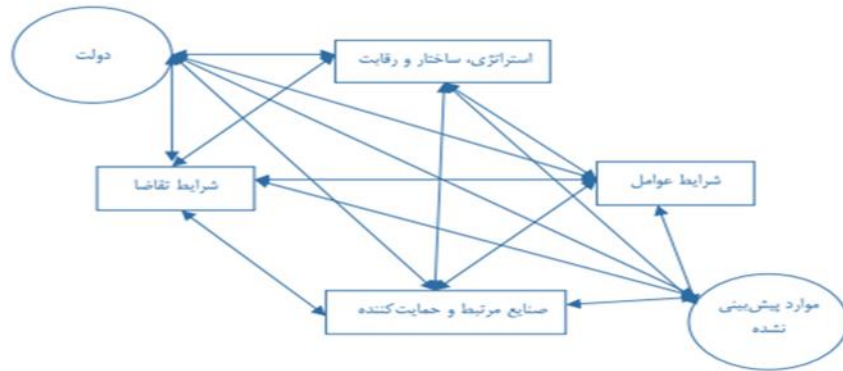 دولت
استراتژی، ساختار و رقابت
شرایط تقاضا
شرایط عوامل
صنایع مرتبط و حمایت‌کننده
موارد پیش‌بینی
نشده